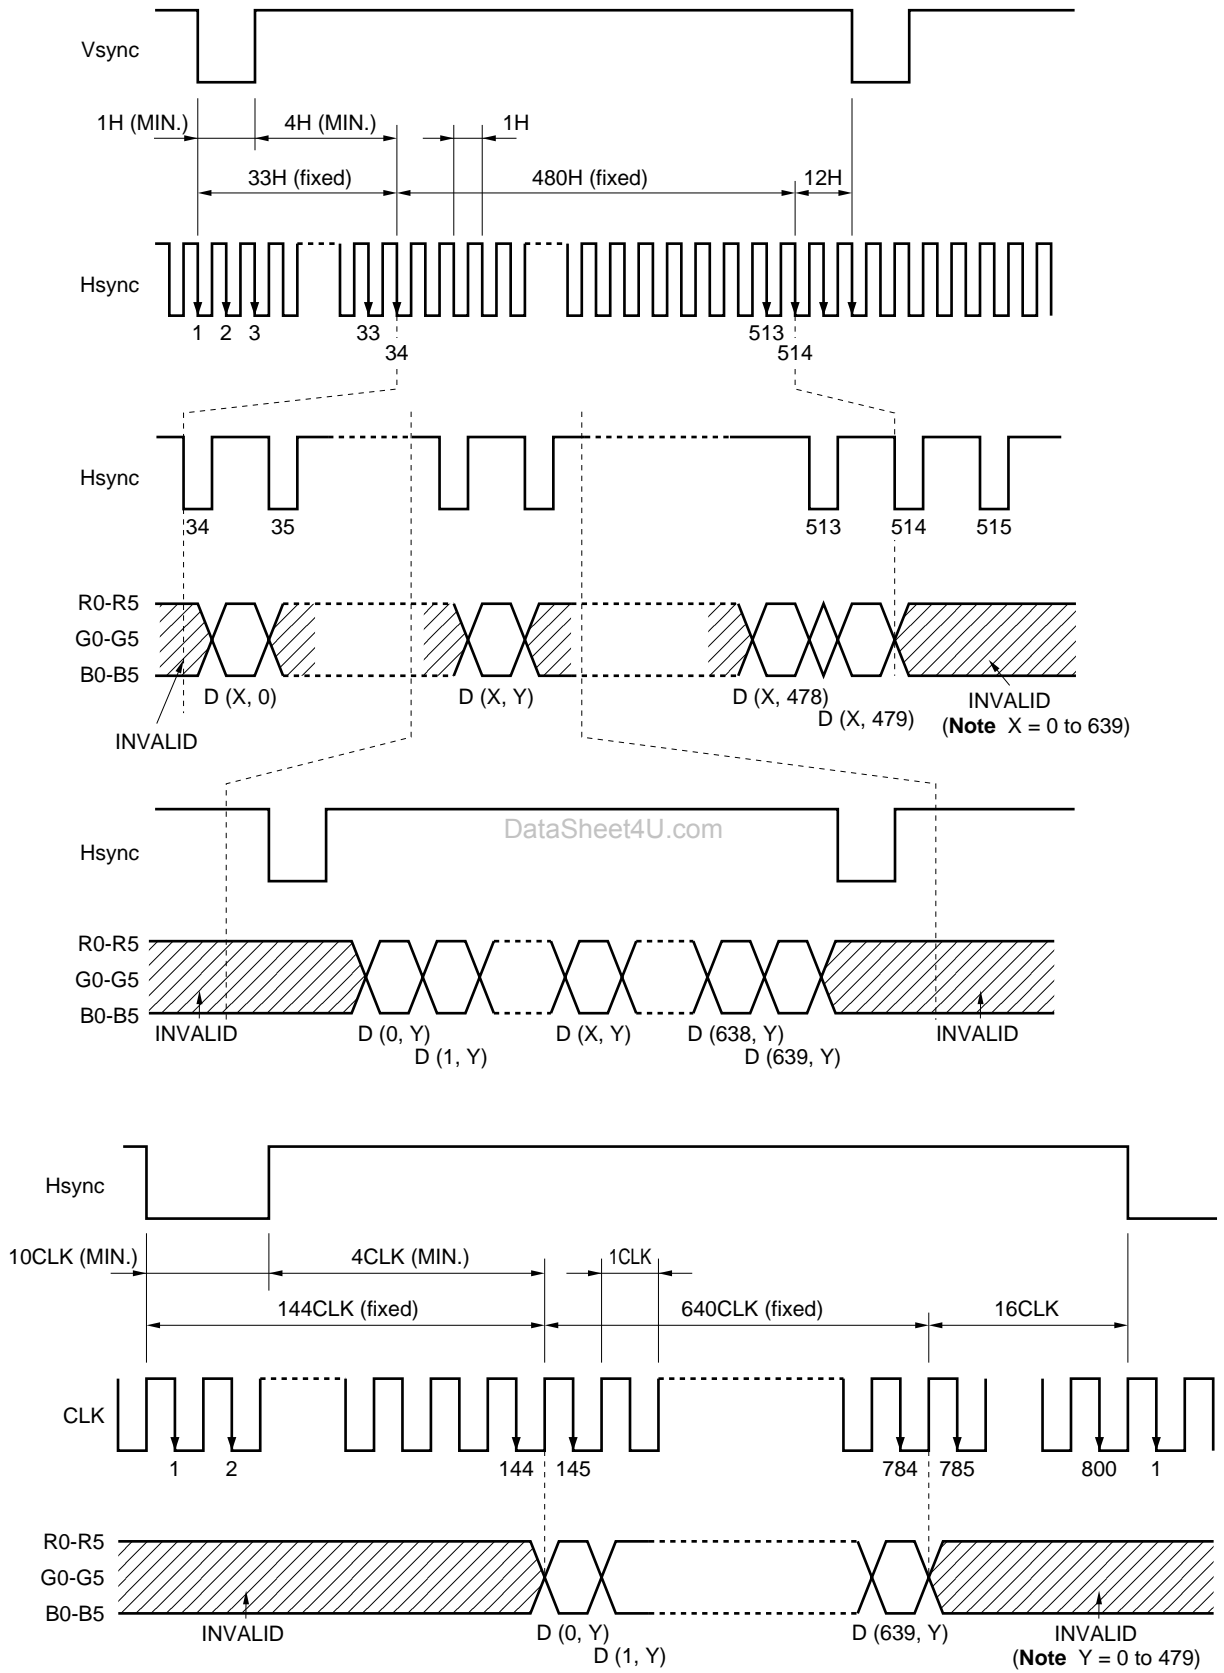 Vsync
1H (MIN.) 4H (MIN.) 1H
33H (fixed) 480H (fixed) 12H
Hsync
1 2 3 33 513
34 514
Hsync
34 35 513 514 515
R0-R5
G0-G5
B0-B5
D (X, 0) D (X, Y) D (X, 478) INVALID
D (X, 479) (Note X = 0 to 639)
INVALID
DataSheet4U.com
Hsync
R0-R5
G0-G5
B0-B5
INVALID D (0, Y) D (X, Y) D (638, Y) INVALID
D (1, Y) D (639, Y)
Hsync
10CLK (MIN.) 4CLK (MIN.) 1CLK
144CLK (fixed) 640CLK (fixed) 16CLK
CLK
1 2 144 145 784 785 800 1
R0-R5
G0-G5
B0-B5
INVALID D (0, Y) D (639, Y) INVALID
D (1, Y) (Note Y = 0 to 479)